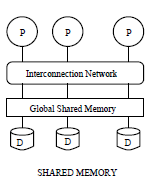 P P P
Interconnection Network
Global Shared Memory
D D D
SHARED MEMORY